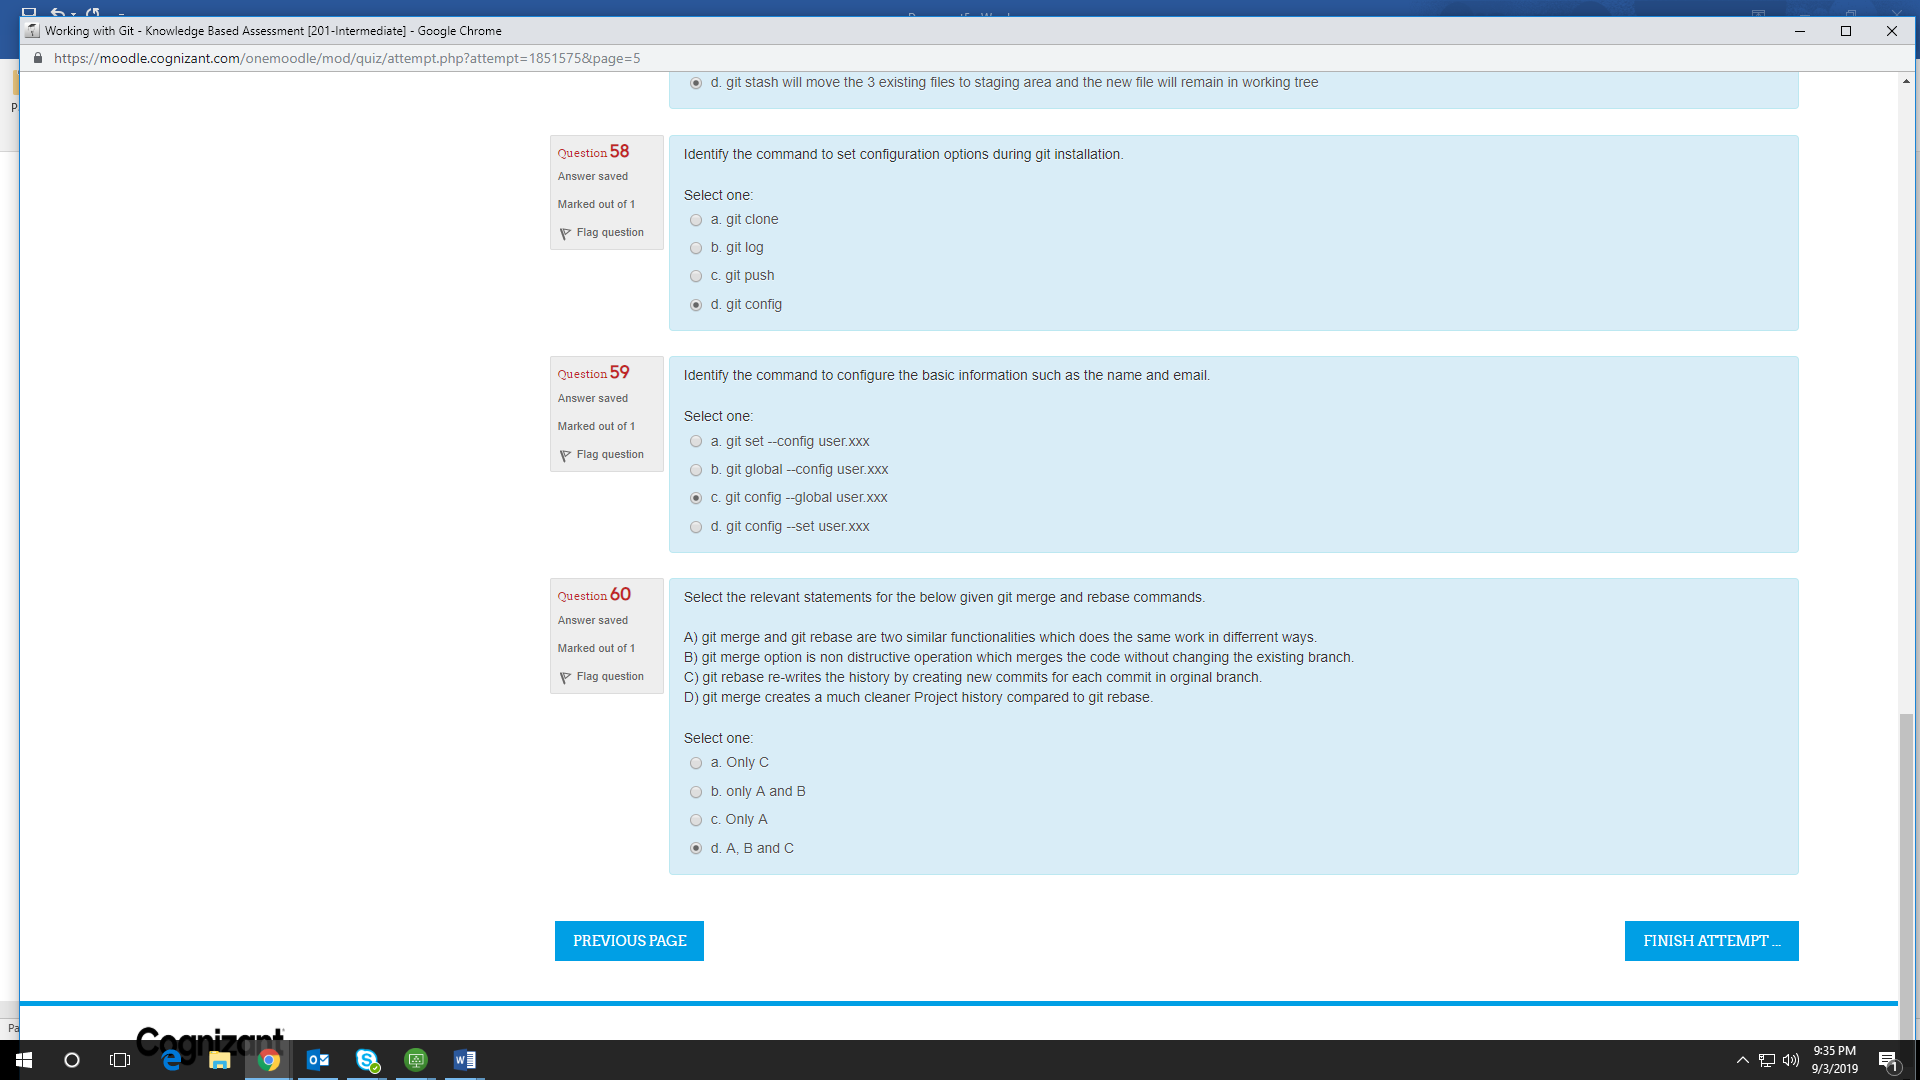 Working with Git - Knowledge Based Assessment [201-Intermediate] - Google Chrome
https://moodle.cognizant.com/onemoodle/mod/quiz/attempt.php?attempt=1851575&page=5
d. git stash will move the 3 existing files to staging area and the new file will remain in working tree
Question 58
Answer saved
Marked out of 1
Flag question
Identify the command to set configuration options during git installation.
Select one:
a. git clone
b. git log
c. git push
d. git config
Question 59
Answer saved
Marked out of 1
Flag question
Identify the command to configure the basic information such as the name and email.
Select one:
a. git set --config user.xxx
b. git global --config user.xxx
c. git config --global user.xxx
d. git config --set user.xxx
Question 60
Answer saved
Marked out of 1
Flag question
Select the relevant statements for the below given git merge and rebase commands.
A) git merge and git rebase are two similar functionalities which does the same work in differrent ways.
B) git merge option is non distructive operation which merges the code without changing the existing branch.
C) git rebase re-writes the history by creating new commits for each commit in orginal branch.
D) git merge creates a much cleaner Project history compared to git rebase.
Select one:
a. Only C
b. only A and B
c. Only A
d. A, B and C
PREVIOUS PAGE
FINISH ATTEMPT ...
Cognizant
9:35 PM
9/3/2019
1